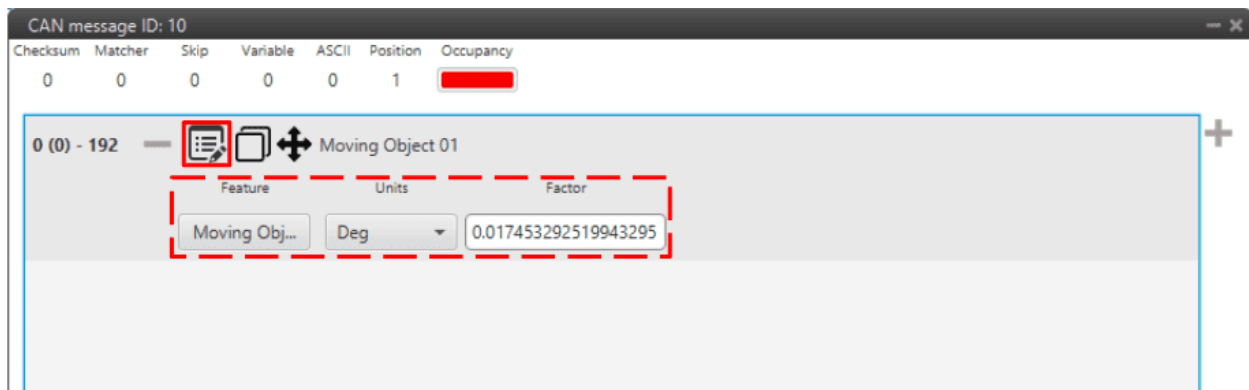 CAN message ID: 10
Checksum Matcher Skip Variable ASCII Position Occupancy
0 0 0 0 0 1
0 (0) - 192 Moving Object 01
Feature Units Factor
Moving Obj... Deg 0.017453292519943295